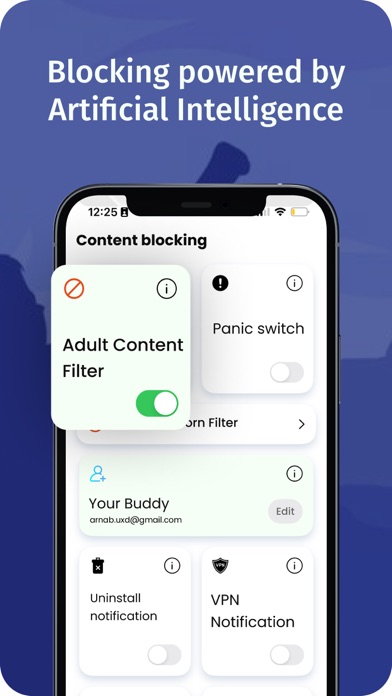 Blocking powered by
Artificial Intelligence
12:25
Content blocking
Adult Content
Filter
Panic switch
orn Filter
Your Buddy
arnab.uxd@gmail.com
Edit
Uninstall
notification
VPN
VPN
Notification